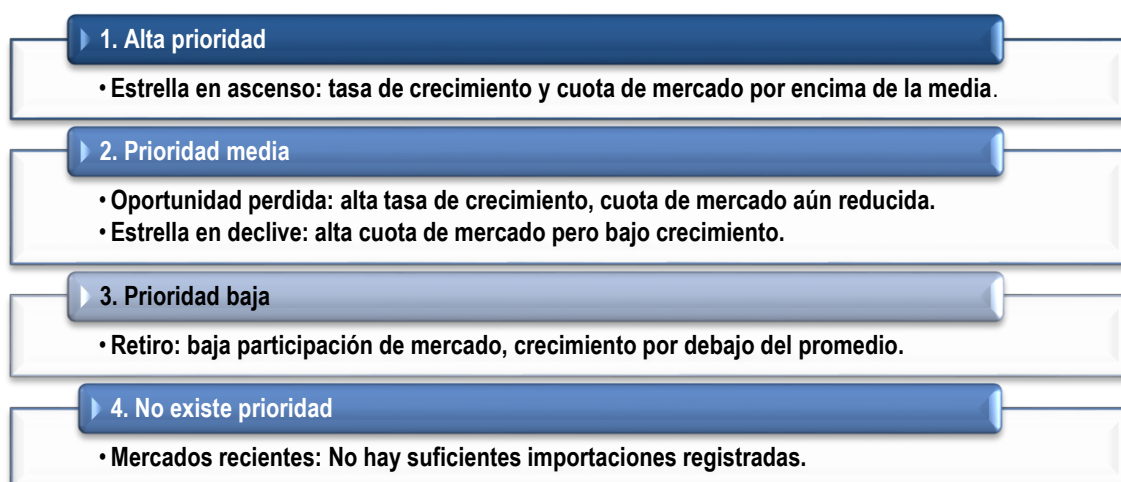 1. Alta prioridad
• Estrella en ascenso: tasa de crecimiento y cuota de mercado por encima de la media.
2. Prioridad media
• Oportunidad perdida: alta tasa de crecimiento, cuota de mercado aún reducida.
• Estrella en declive: alta cuota de mercado pero bajo crecimiento.
3. Prioridad baja
• Retiro: baja participación de mercado, crecimiento por debajo del promedio.
4. No existe prioridad
• Mercados recientes: No hay suficientes importaciones registradas.